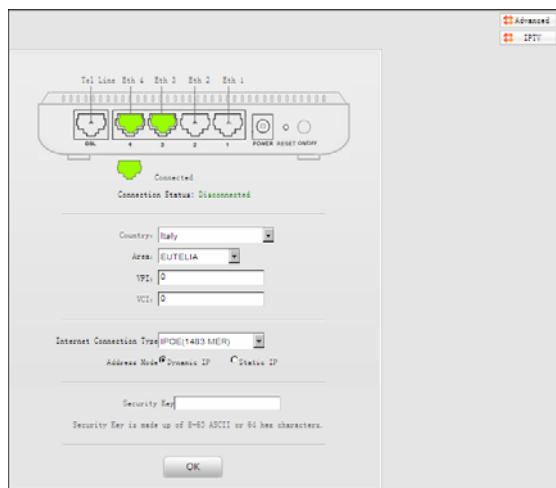 Advanced
IPTV
Tel Line Eth 4 Eth 3 Eth 2 Eth 1
DSL 4 3 2 1 POWER RESET ON/OFF
Connected
Connection Status: Disconnected
Country: Italy
Area: EUTELIA
VPI: 0
VCI: 0
Internet Connection Type IPOE(1483 MER)
Address Mode Dynamic IP Static IP
Security Key
Security Key is made up of 8-63 ASCII or 64 hex characters.
OK